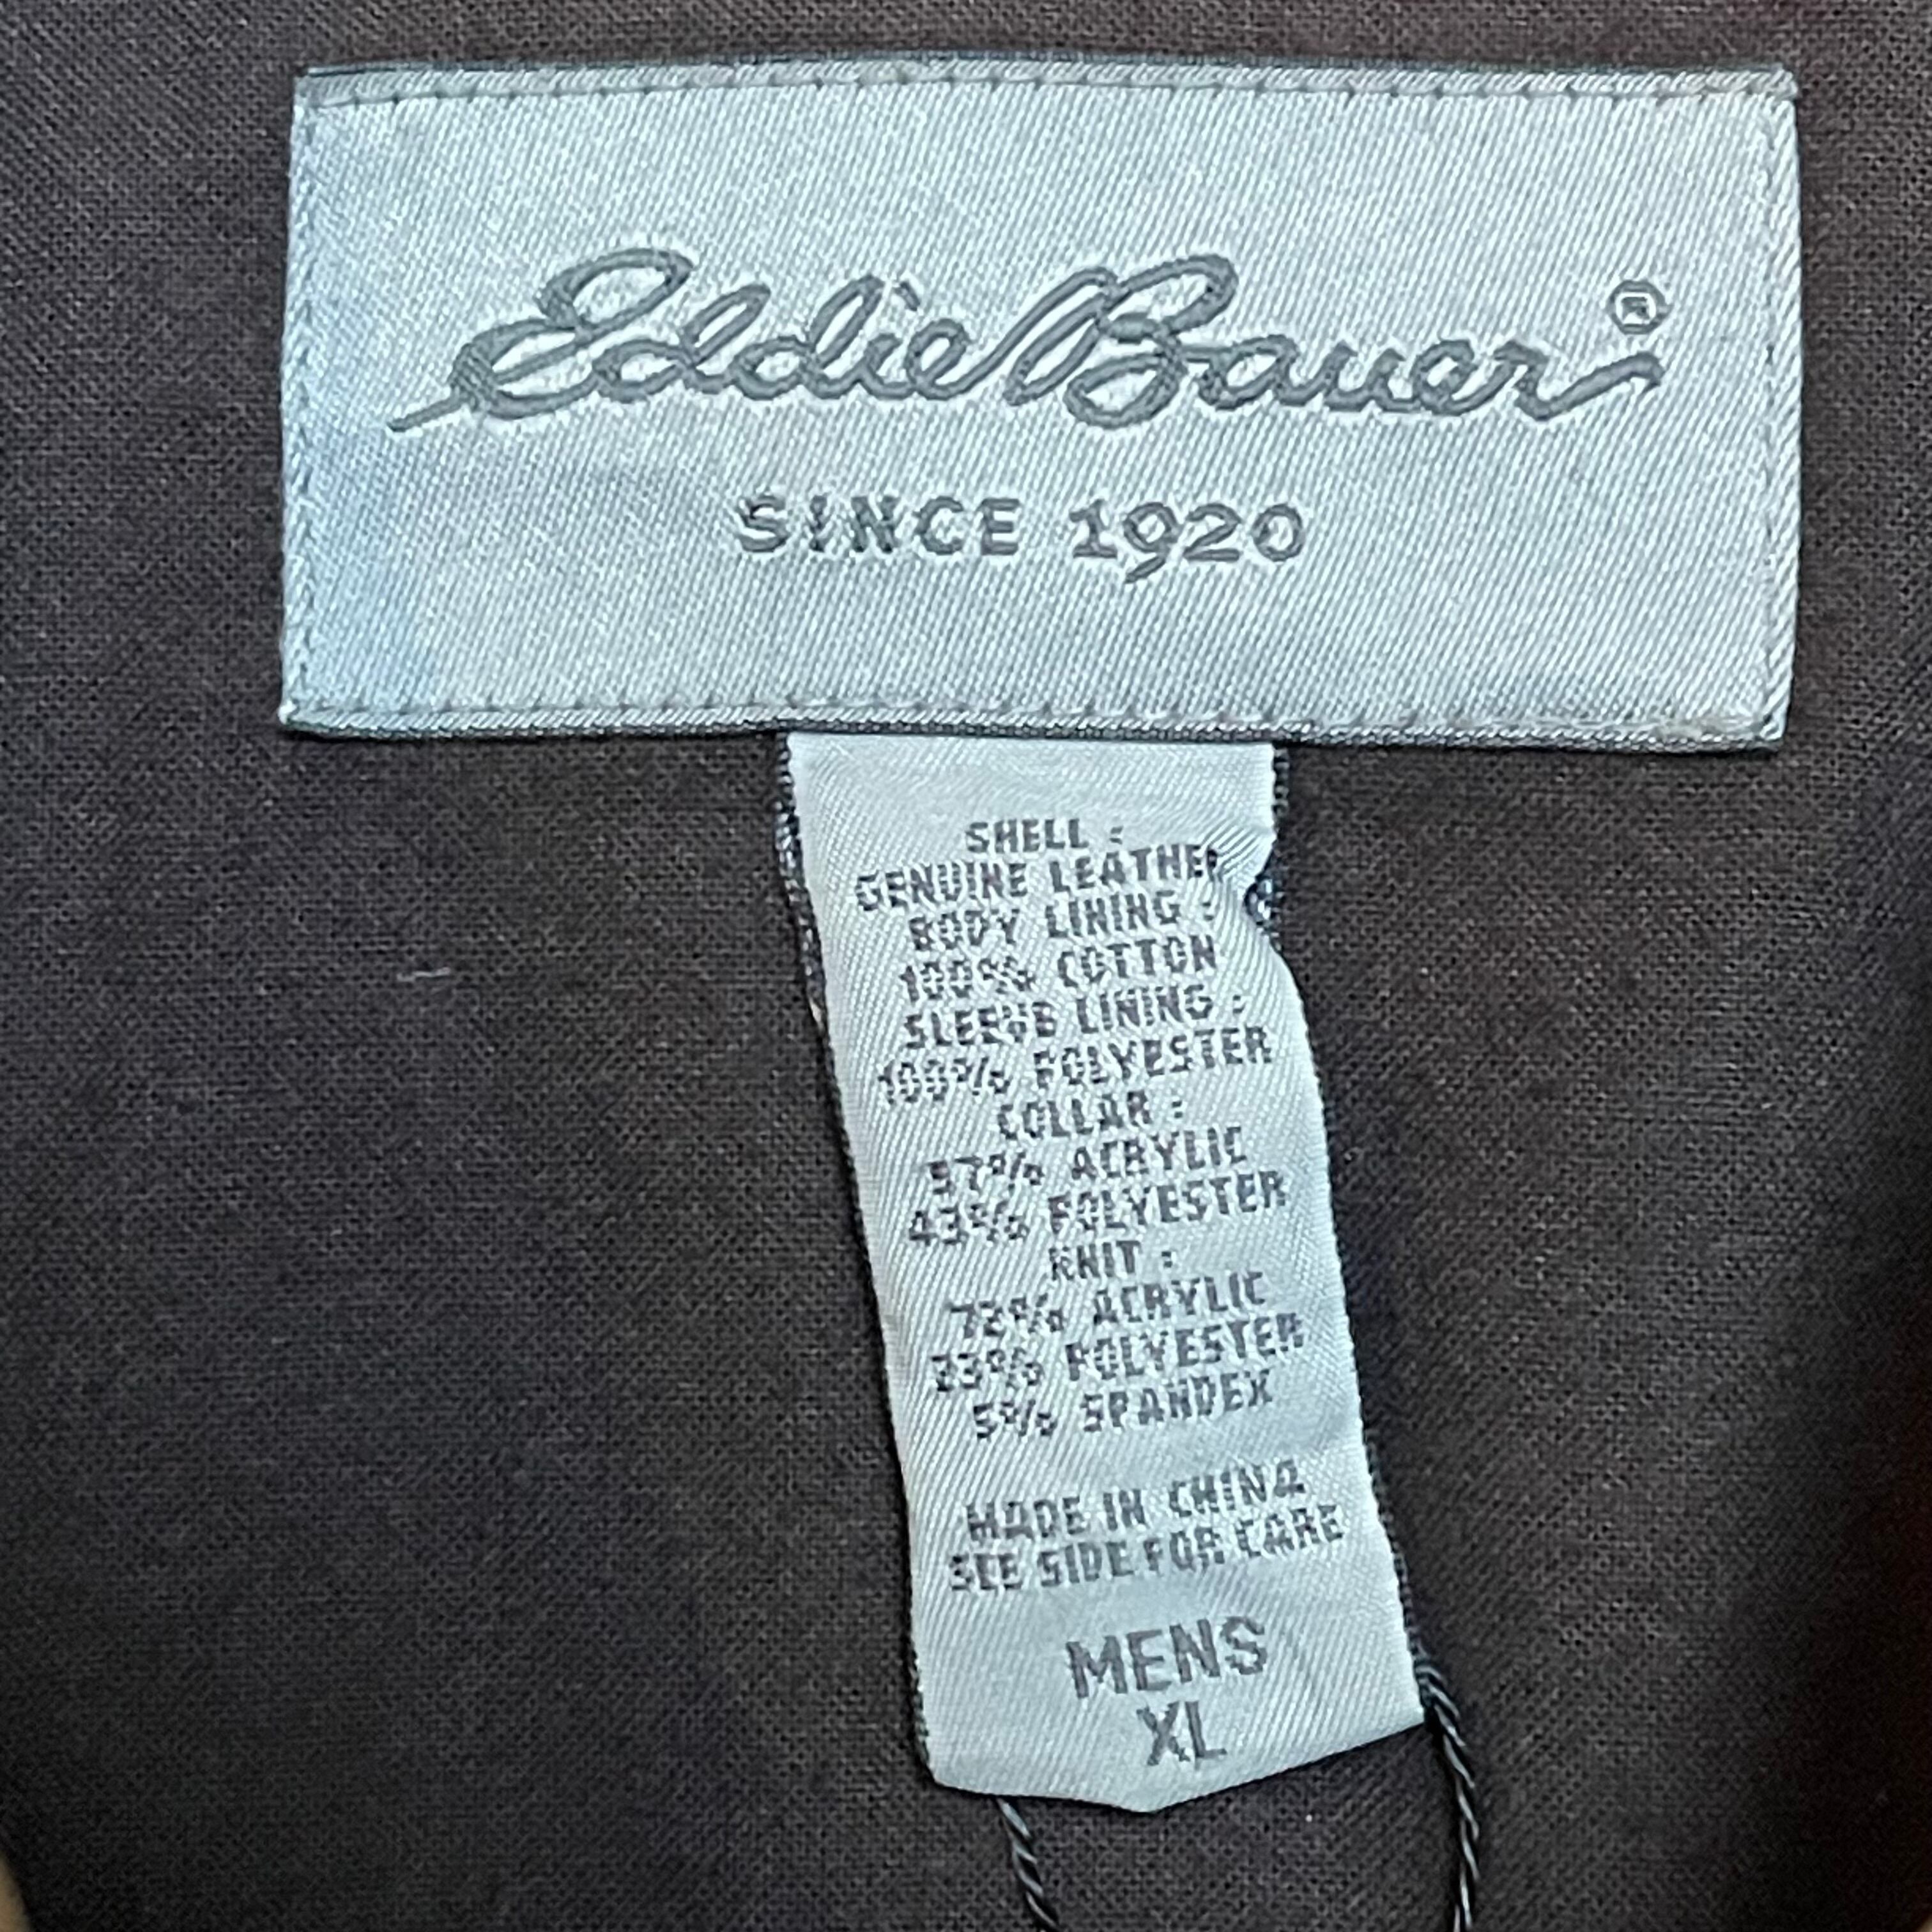 Eddie Bauer®
SINCE 1920
SHELL :
GENUINE LEATHER
BODY LINING :
100% COTTON
SLEEVE LINING :
100% POLYESTER
COLLAR :
57% ACRYLIC
43% POLYESTER
KNIT :
72% ACRYLIC
23% POLYESTER
5% SPANDEX
MADE IN CHINA
SEE SIDE FOR CARE
MENS
XL